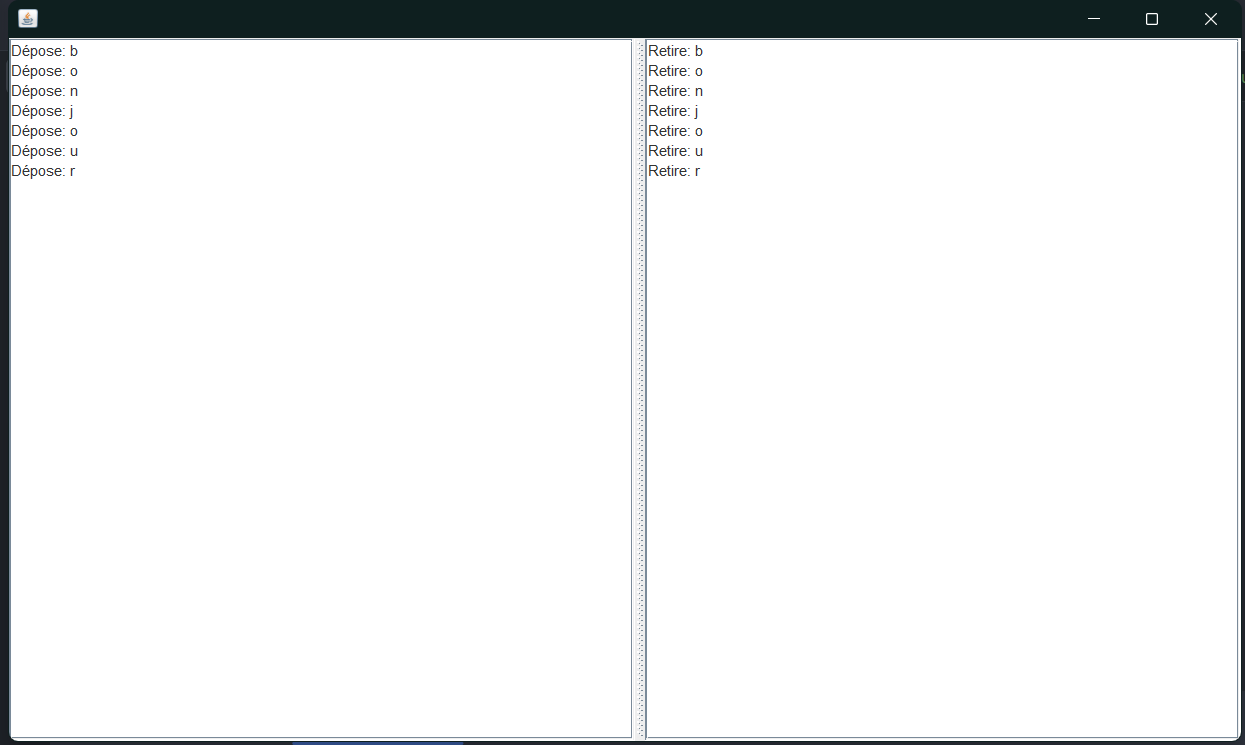 Dépose: b
Dépose: o
Dépose: n
Dépose: j
Dépose: o
Dépose: u
Dépose: r
Retire: b
Retire: o
Retire: n
Retire: j
Retire: o
Retire: u
Retire: r